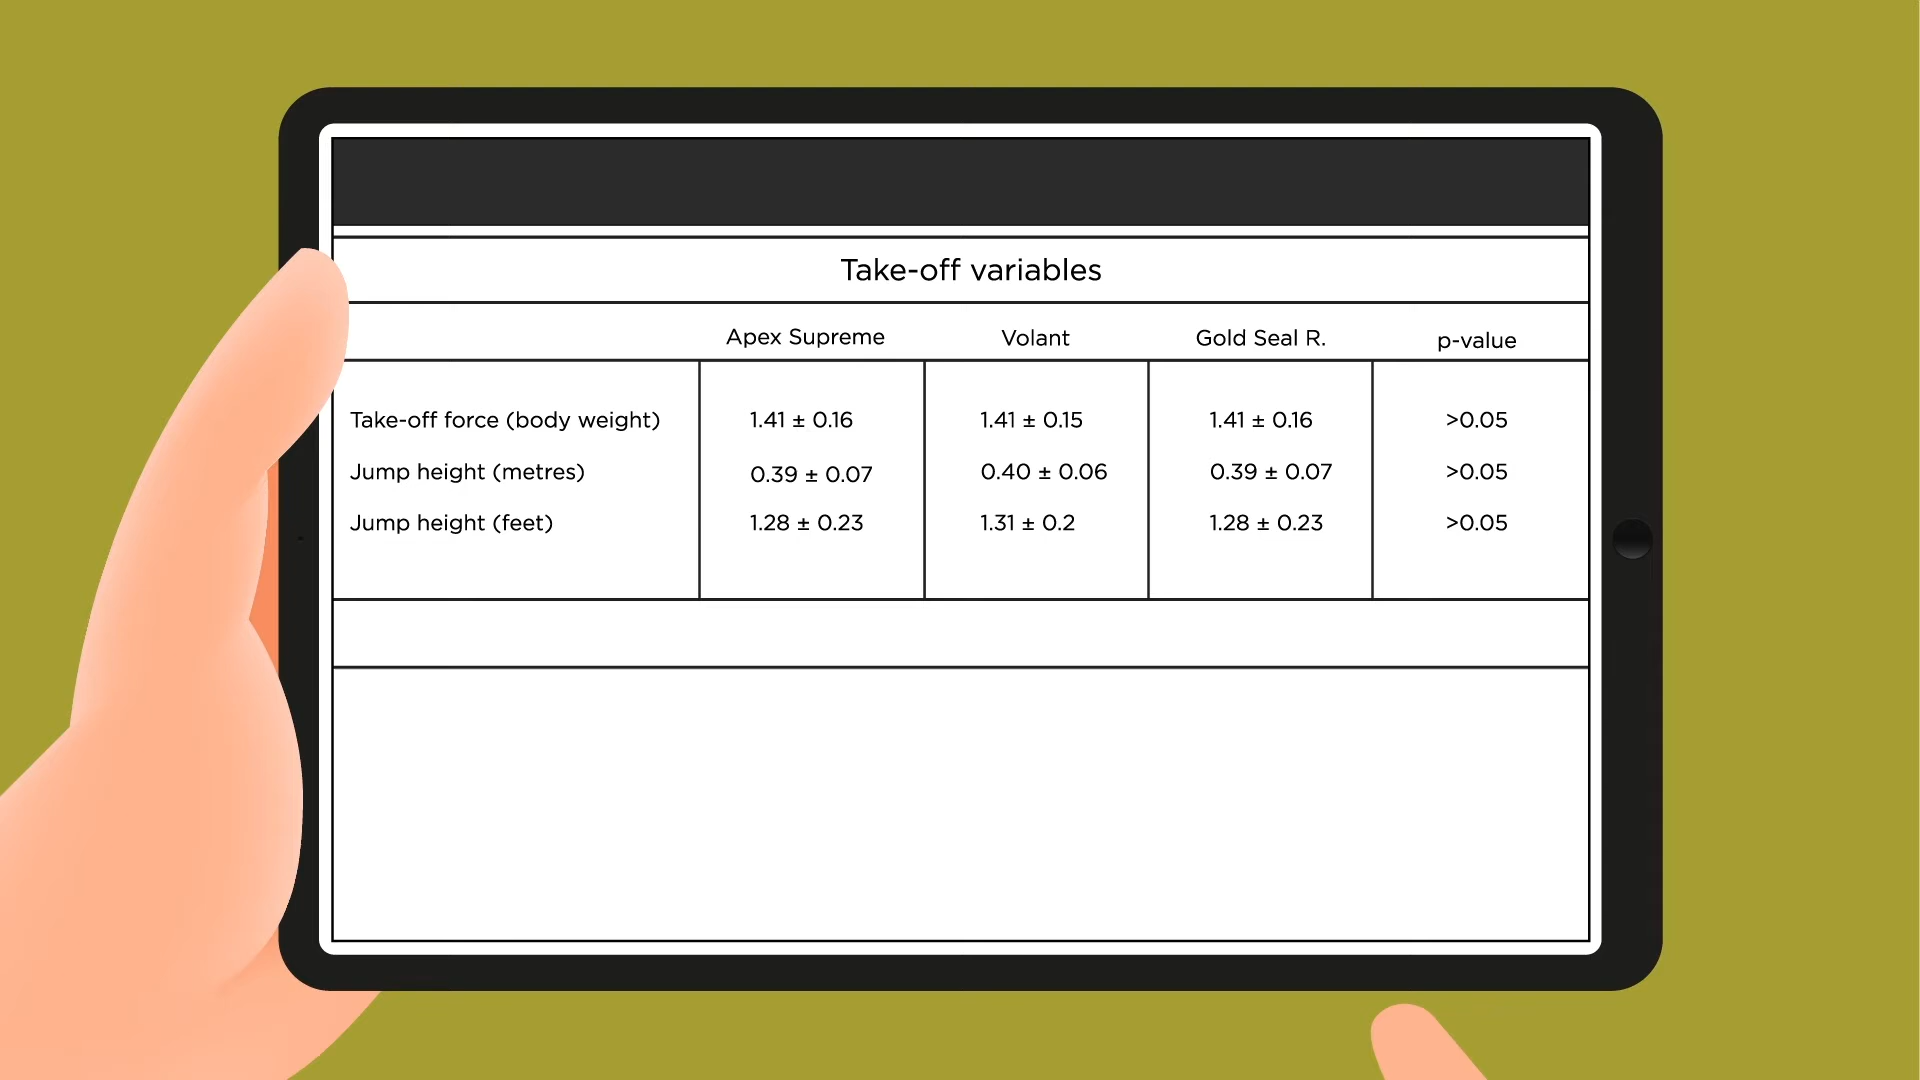 Take-off variables
Apex Supreme Volant Gold Seal R. p-value
Take-off force (body weight) 1.41 ± 0.16 1.41 ± 0.15 1.41 ± 0.16 >0.05
Jump height (metres) 0.39 ± 0.07 0.40 ± 0.06 0.39 ± 0.07 >0.05
Jump height (feet) 1.28 ± 0.23 1.31 ± 0.2 1.28 ± 0.23 >0.05